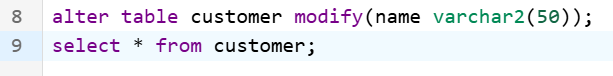 8 alter table customer modify(name varchar2(50));
9 select * from customer;